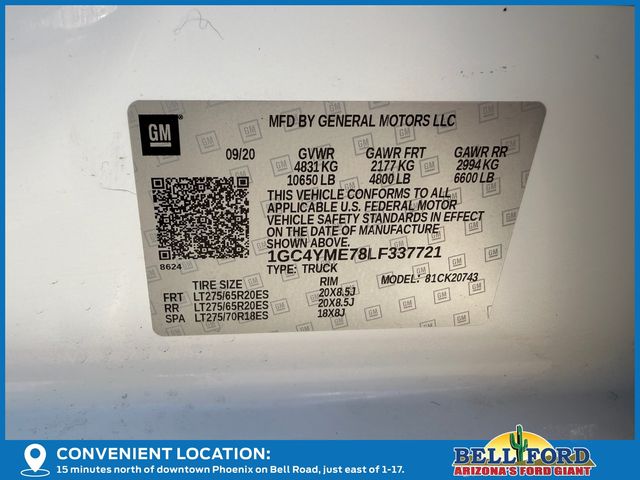 GM
MFD BY GENERAL MOTORS LLC
09/20 GVWR GAWR FRT GAWR RR
4831 KG 2177 KG 2994 KG
10650 LB 4800 LB 6600 LB
THIS VEHICLE CONFORMS TO ALL
APPLICABLE U.S. FEDERAL MOTOR
VEHICLE SAFETY STANDARDS IN EFFECT
ON THE DATE OF MANUFACTURE
SHOWN ABOVE.
8624
1GC4YME78LF337721
TYPE: TRUCK MODEL: 81CK20743
TIRE SIZE RIM
FRT LT275/65R20ES 20X8.5J
RR LT275/65R20ES 20X8.5J
SPA LT275/70R18ES 18X8J
CONVENIENT LOCATION:
15 minutes north of downtown Phoenix on Bell Road, just east of 1-17.
BELL FORD
ARIZONA'S FORD GIANT